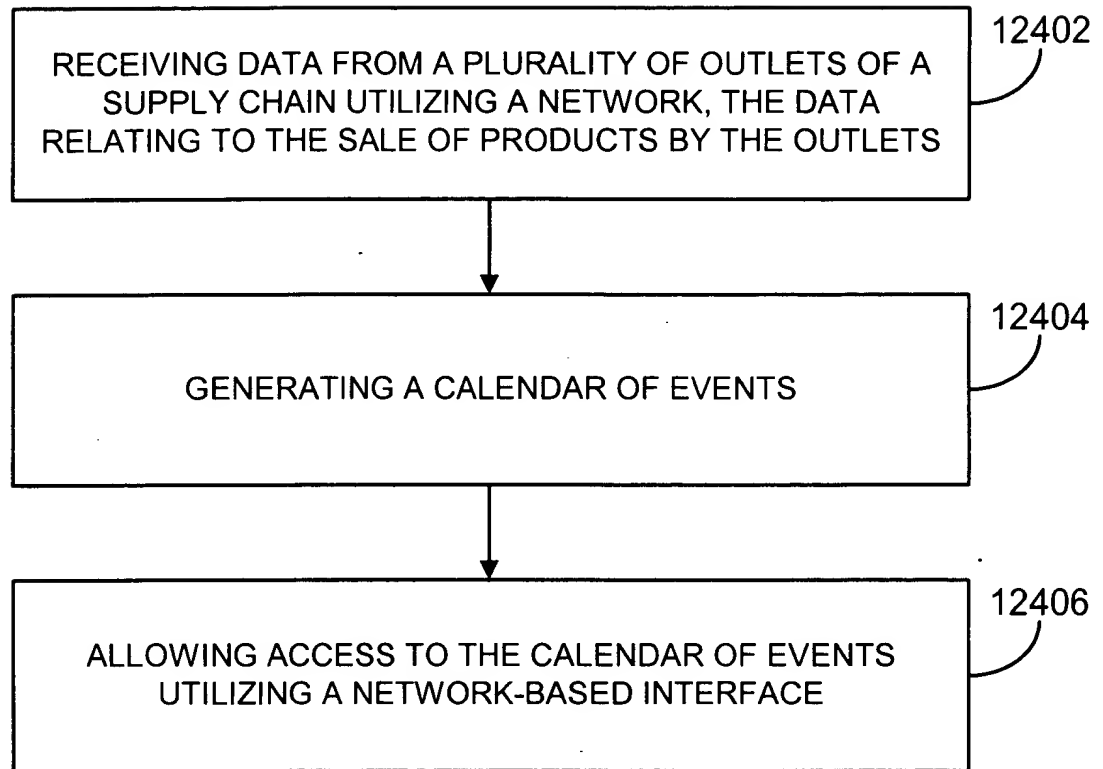 12402
RECEIVING DATA FROM A PLURALITY OF OUTLETS OF A
SUPPLY CHAIN UTILIZING A NETWORK, THE DATA
RELATING TO THE SALE OF PRODUCTS BY THE OUTLETS
12404
GENERATING A CALENDAR OF EVENTS
12406
ALLOWING ACCESS TO THE CALENDAR OF EVENTS
UTILIZING A NETWORK-BASED INTERFACE